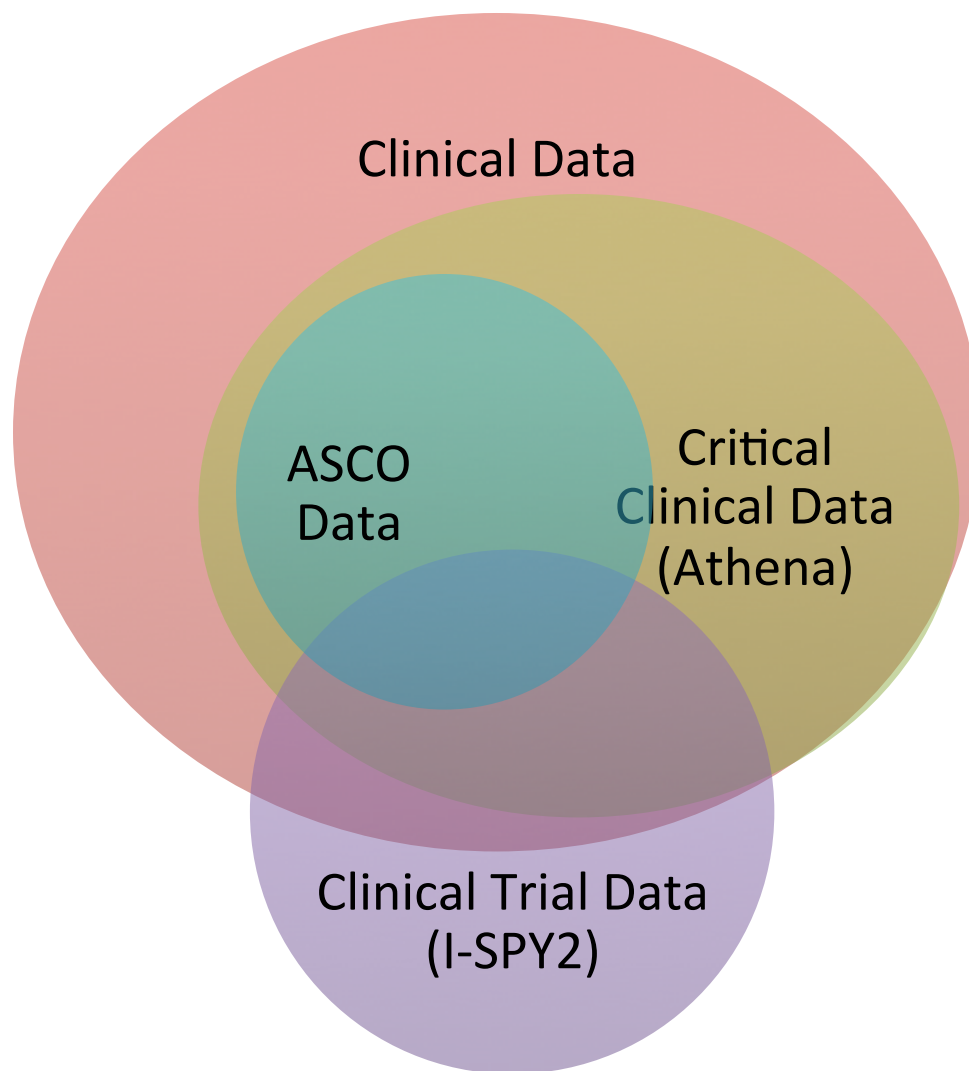 Clinical Data
ASCO
Data
Critical
Clinical Data
(Athena)
Clinical Trial Data
(I-SPY2)